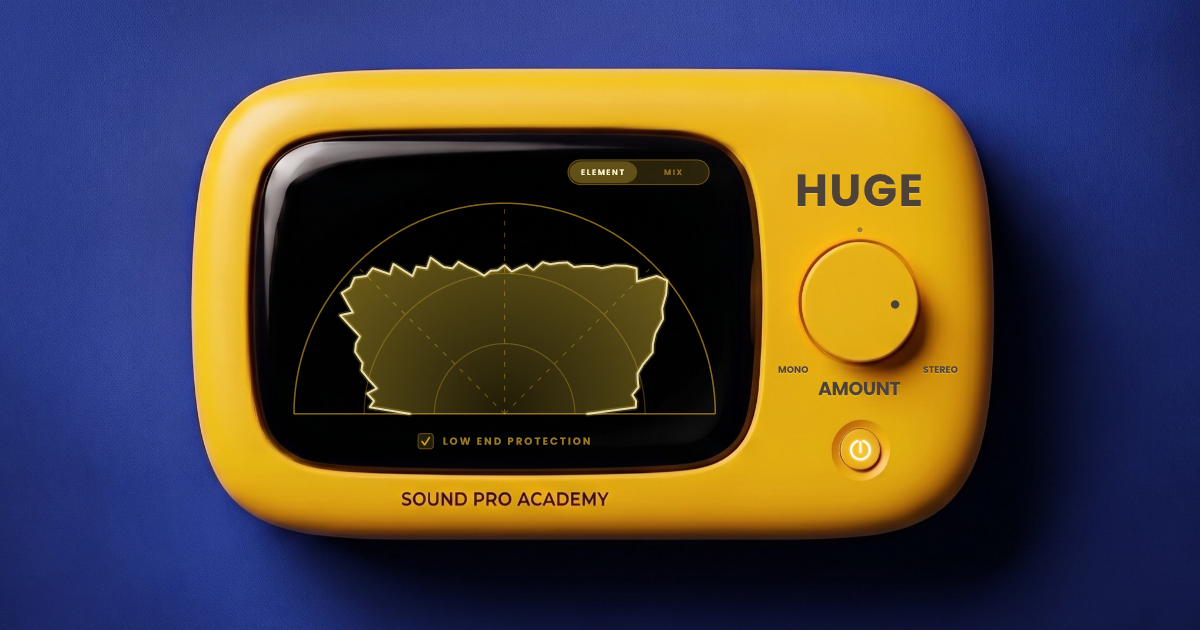 ELEMENT MIX
HUGE
MONO STEREO
AMOUNT
LOW END PROTECTION
SOUND PRO ACADEMY